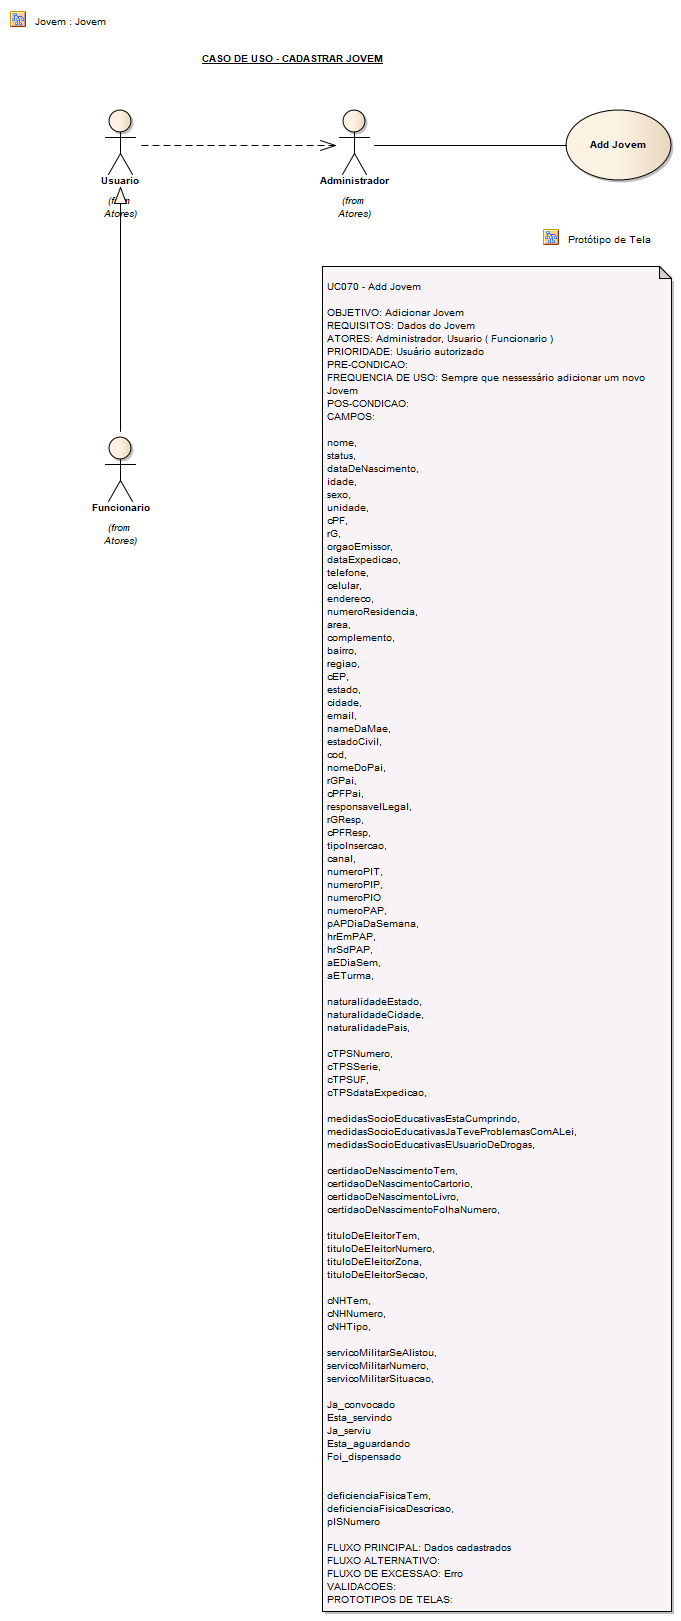 Jovem : Jovem
CASO DE USO - CADASTRAR JOVEM
Usuario
(from
Atores)
Administrador
(from
Atores)
Add Jovem
Protótipo de Tela
Funcionario
(from
Atores)
UC070 - Add Jovem
OBJETIVO: Adicionar Jovem
REQUISITOS: Dados do Jovem
ATORES: Administrador, Usuario ( Funcionario )
PRIORIDADE: Usuário autorizado
PRE-CONDICAO:
FREQUENCIA DE USO: Sempre que nessessário adicionar um novo
Jovem
POS-CONDICAO:
CAMPOS:
nome,
status,
dataDeNascimento,
idade,
sexo,
unidade,
cPF,
rG,
orgaoEmissor,
dataExpedicao,
telefone,
celular,
endereco,
numeroResidencia,
area,
complemento,
bairro,
regiao,
cEP,
estado,
cidade,
email,
nameDaMae,
estadoCivil,
cod,
nomeDoPai,
rGPai,
cPFPai,
responsavelLegal,
rGResp,
cPFResp,
tipoInsercao,
canal,
numeroPIT,
numeroPIP,
numeroPIO
numeroPAP,
pAPDiaDaSemana,
hrEmPAP,
hrSdPAP,
aEDiaSem,
aETurma,
naturalidadeEstado,
naturalidadeCidade,
naturalidadePais,
cTPSNumero,
cTPSSerie,
cTPSUF,
cTPSdataExpedicao,
medidasSocioEducativasEstaCumprindo,
medidasSocioEducativasJaTeveProblemasComALei,
medidasSocioEducativasEUsuarioDeDrogas,
certidaoDeNascimentoTem,
certidaoDeNascimentoCartorio,
certidaoDeNascimentoLivro,
certidaoDeNascimentoFolhaNumero,
tituloDeEleitorTem,
tituloDeEleitorNumero,
tituloDeEleitorZona,
tituloDeEleitorSecao,
cNHTem,
cNHNumero,
cNHTipo,
servicoMilitarSeAlistou,
servicoMilitarNumero,
servicoMilitarSituacao,
Ja_convocado
Esta_servindo
Ja_serviu
Esta_aguardando
Foi_dispensado
deficienciaFisicaTem,
deficienciaFisicaDescricao,
pISNumero
FLUXO PRINCIPAL: Dados cadastrados
FLUXO ALTERNATIVO:
FLUXO DE EXCESSAO: Erro
VALIDACOES:
PROTOTIPOS DE TELAS: